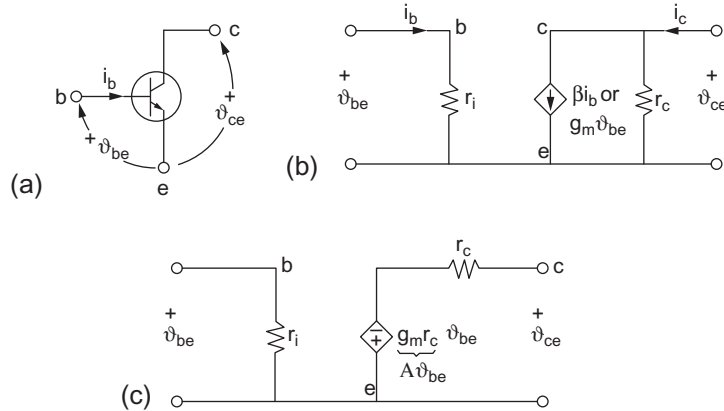 c
i_b
b
+ ϑ_be
+ ϑ_ce
e
(a)
i_b b c i_c
+ +
ϑ_be r_i βi_b or r_c ϑ_ce
g_mϑ_be
e
(b)
r_c
b c
+ +
ϑ_be r_i − + g_mr_c ϑ_be ϑ_ce
Aϑ_be
e
(c)